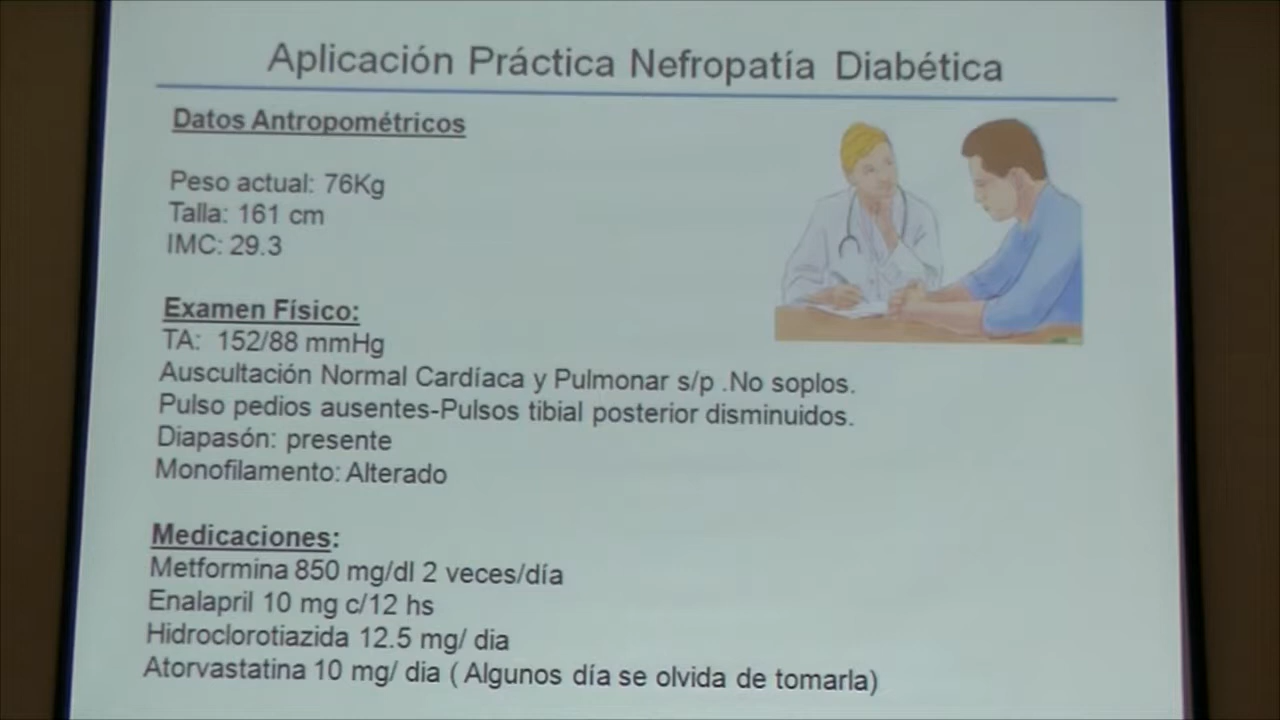 Aplicación Práctica Nefropatía Diabética
Datos Antropométricos
Peso actual: 76Kg
Talla: 161 cm
IMC: 29.3
Examen Físico:
TA: 152/88 mmHg
Auscultación Normal Cardíaca y Pulmonar s/p .No soplos.
Pulso pedios ausentes-Pulsos tibial posterior disminuidos.
Diapasón: presente
Monofilamento: Alterado
Medicaciones:
Metformina 850 mg/dl 2 veces/día
Enalapril 10 mg c/12 hs
Hidroclorotiazida 12.5 mg/ dia
Atorvastatina 10 mg/ dia ( Algunos día se olvida de tomarla)